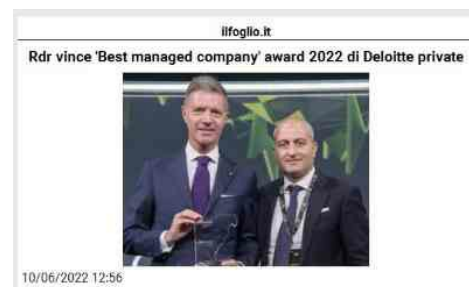 ilfoglio.it
Rdr vince 'Best managed company' award 2022 di Deloitte private
10/06/2022 12:56